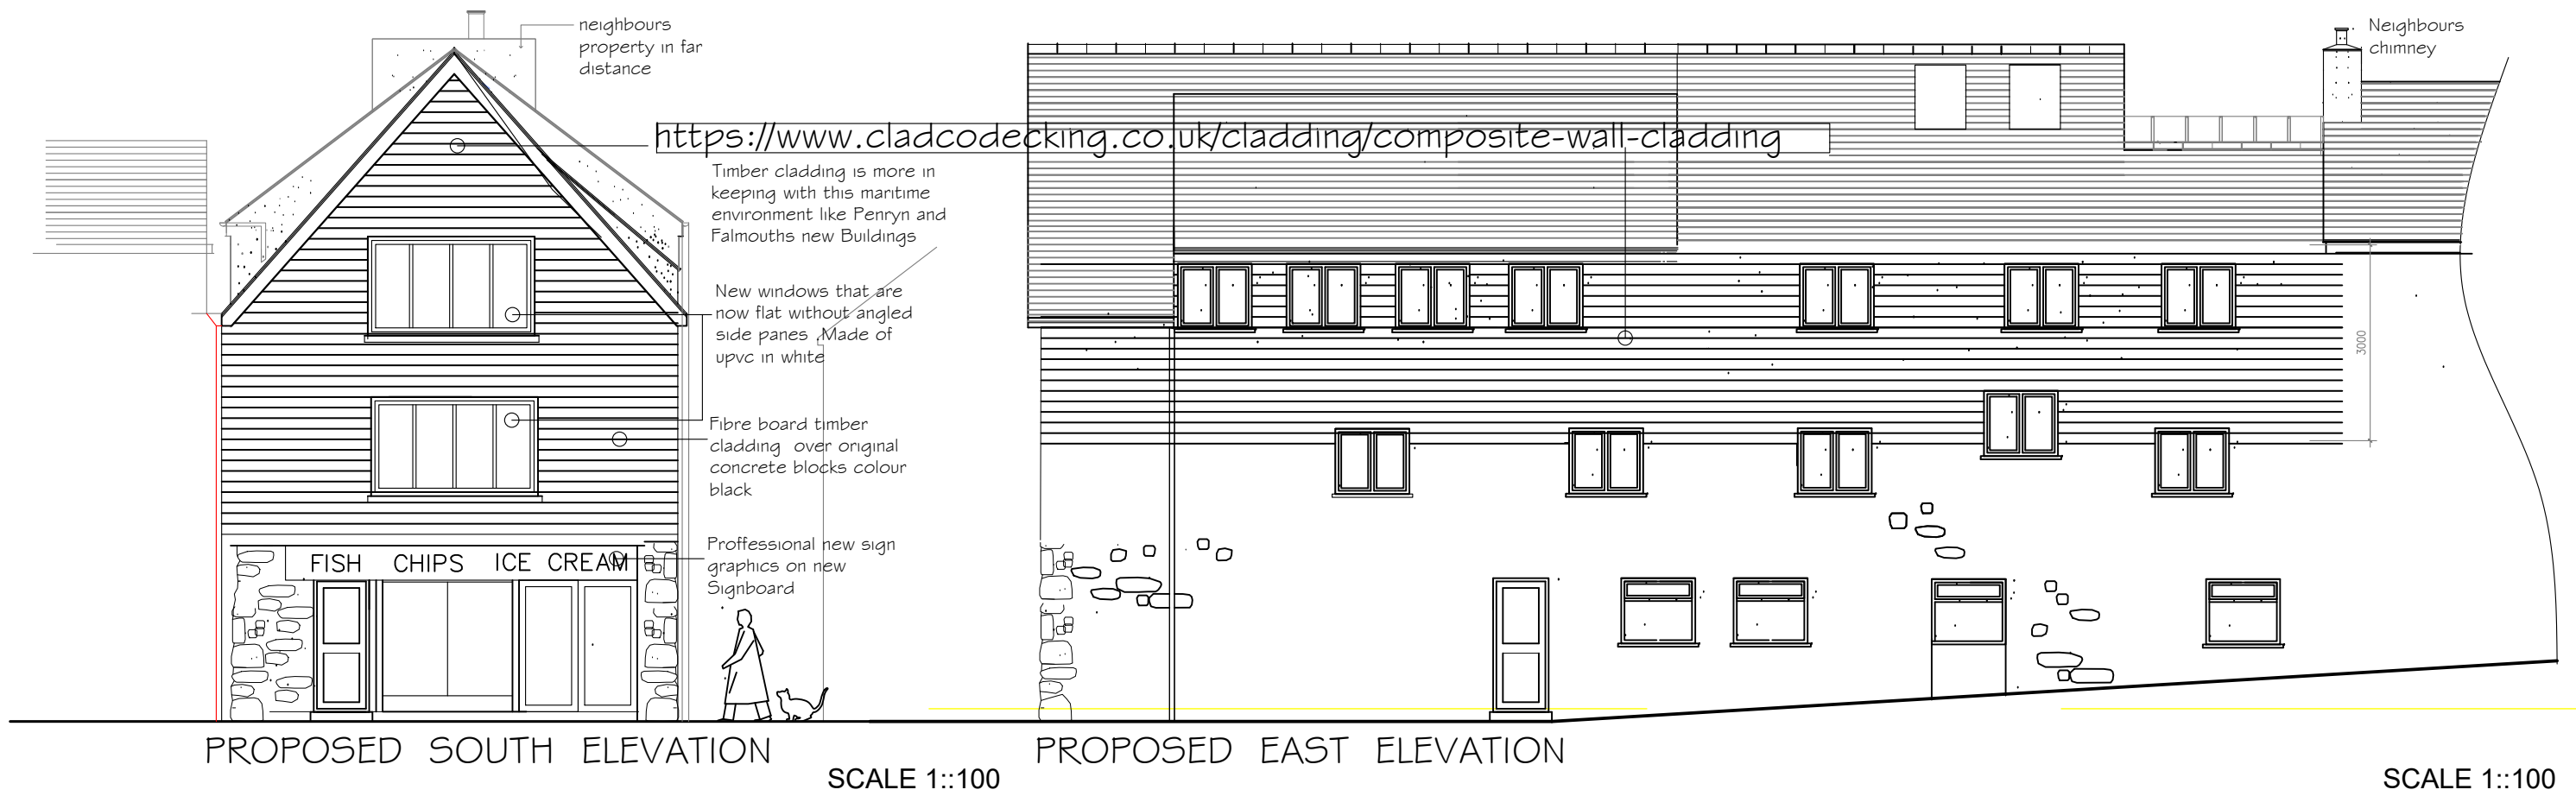 neighbours
property in far
distance
Neighbours
chimney
https://www.cladcodecking.co.uk/cladding/composite-wall-cladding
Timber cladding is more in
keeping with this maritime
environment like Penryn and
Falmouths new Buildings
New windows that are
now flat without angled
side panes .Made of
upvc in white
3000
Fibre board timber
cladding over original
concrete blocks colour
black
Proffessional new sign
graphics on new
Signboard
FISH CHIPS ICE CREAM
PROPOSED SOUTH ELEVATION
SCALE 1::100
PROPOSED EAST ELEVATION
SCALE 1::100